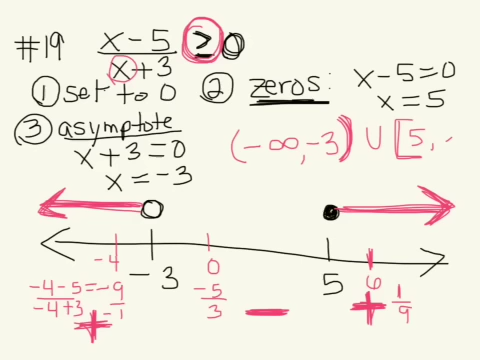 #19 x-5/x+3 ≥ 0
① set to 0
② zeros: x-5=0
x=5
③ asymptote
x+3=0
x=-3
(-∞,-3) ∪ [5,
-4 -3 0 5 6
-4-5/-4+3 = -9/-1
+
-5/3
—
+ 1/9